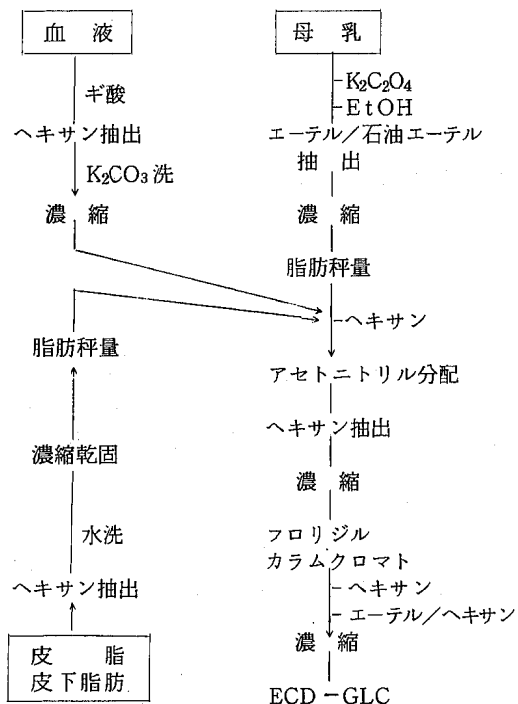 血液
ギ酸
ヘキサン抽出
K2CO3洗
濃縮
脂肪秤量
濃縮乾固
水洗
ヘキサン抽出
皮脂
皮下脂肪
母乳
K2C2O4
EtOH
エーテル/石油エーテル
抽出
濃縮
脂肪秤量
ヘキサン
アセトニトリル分配
ヘキサン抽出
濃縮
フロリジル
カラムクロマト
ヘキサン
エーテル/ヘキサン
濃縮
ECD-GLC